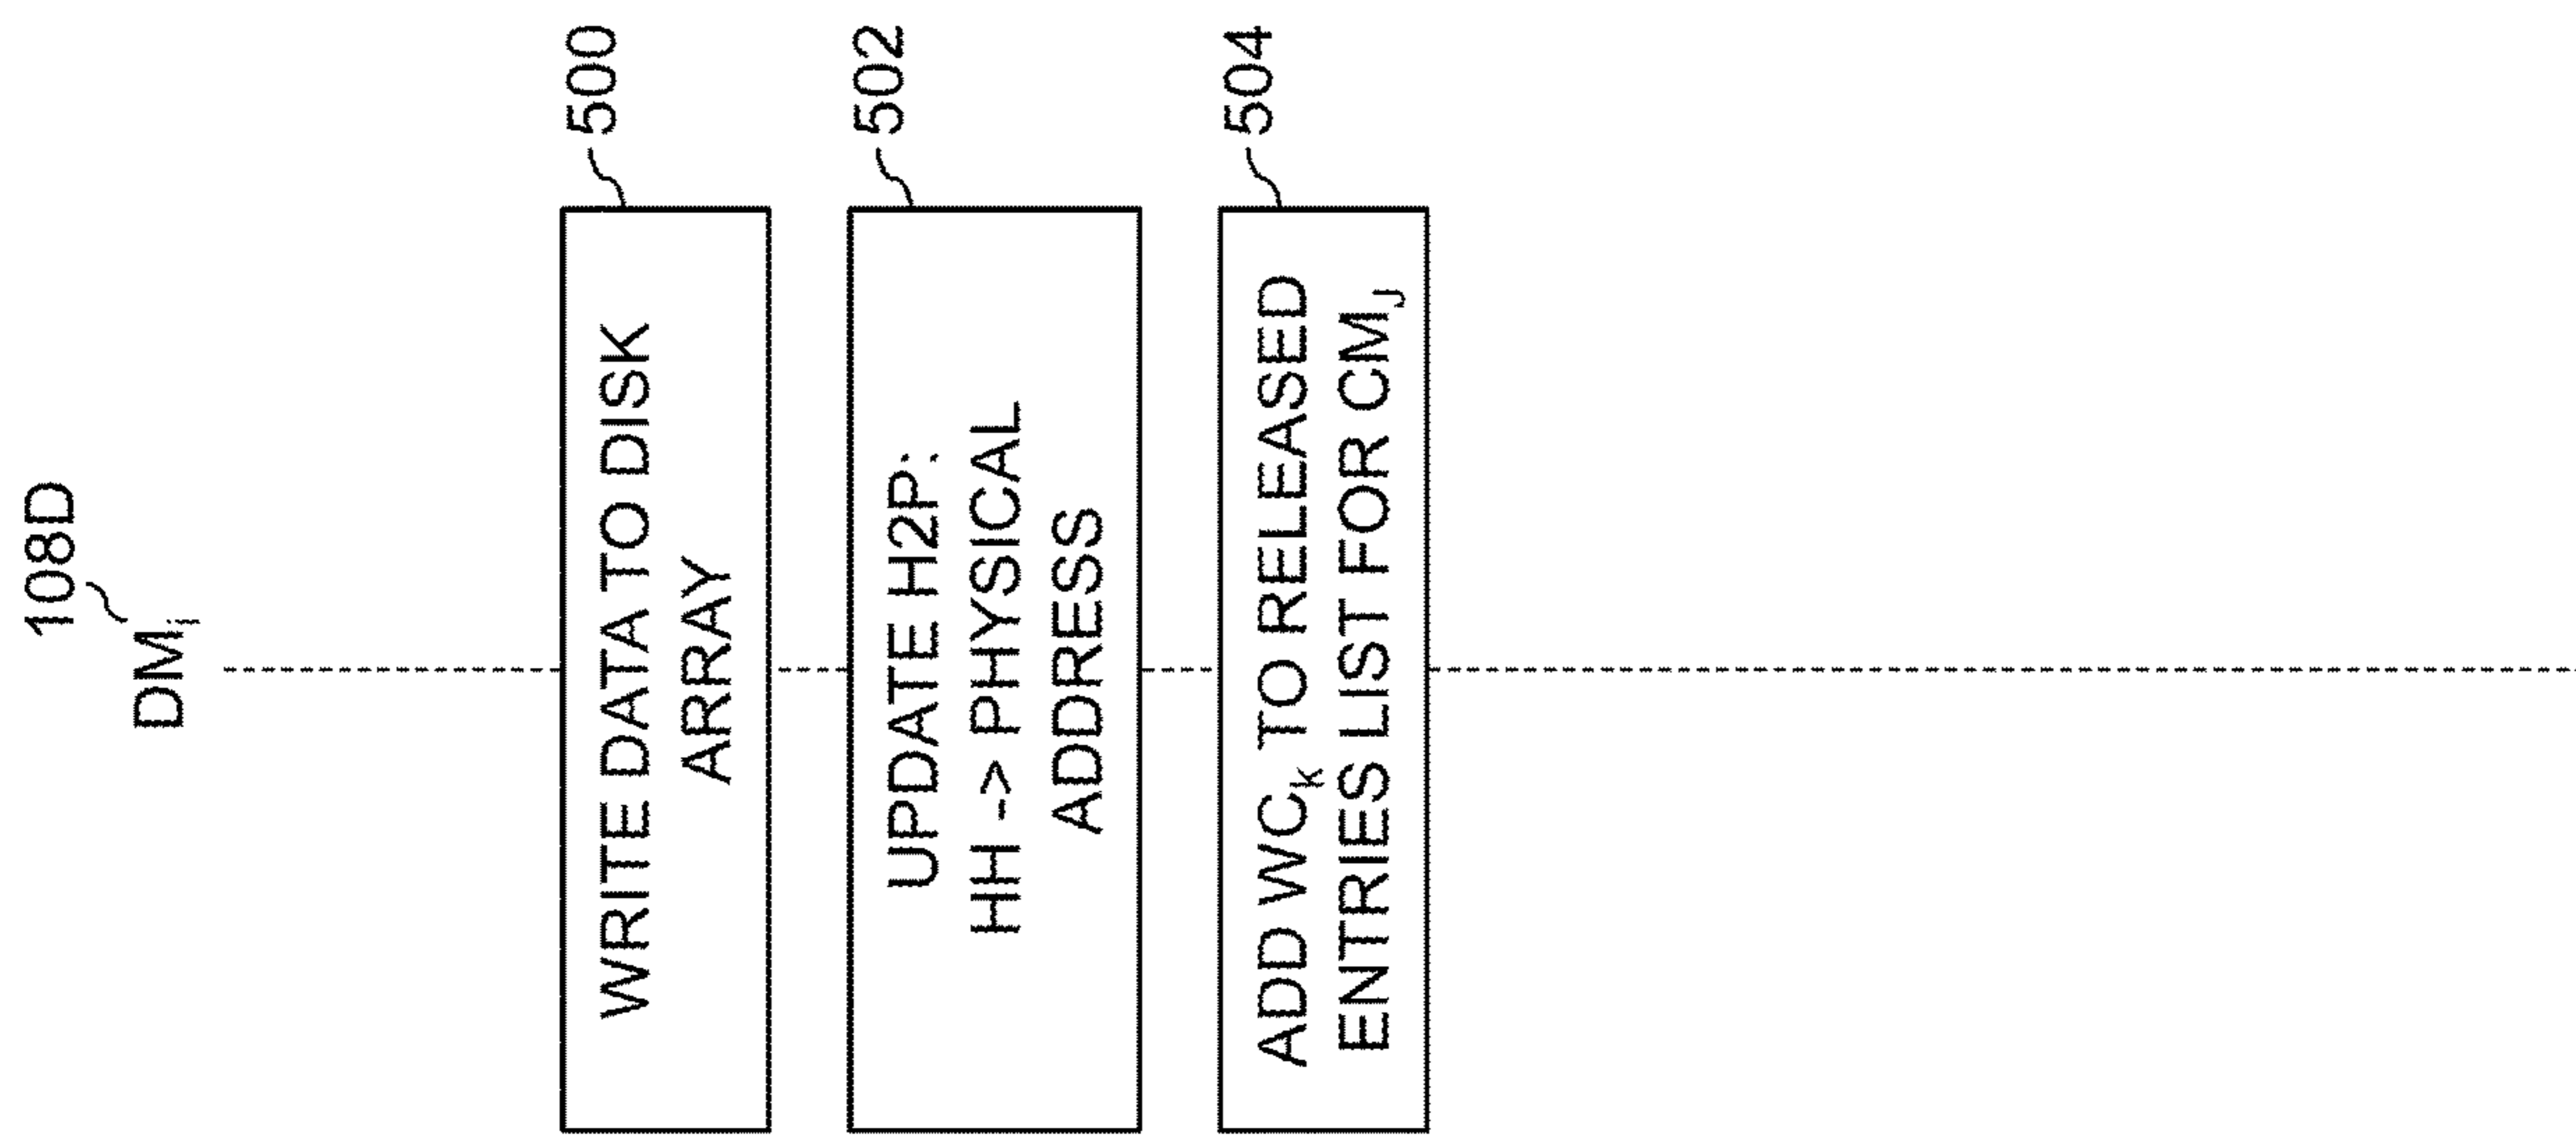 108D
DMi
WRITE DATA TO DISK
ARRAY
500
UPDATE H2P:
HH -> PHYSICAL
ADDRESS
502
ADD WCk TO RELEASED
ENTRIES LIST FOR CMJ
504